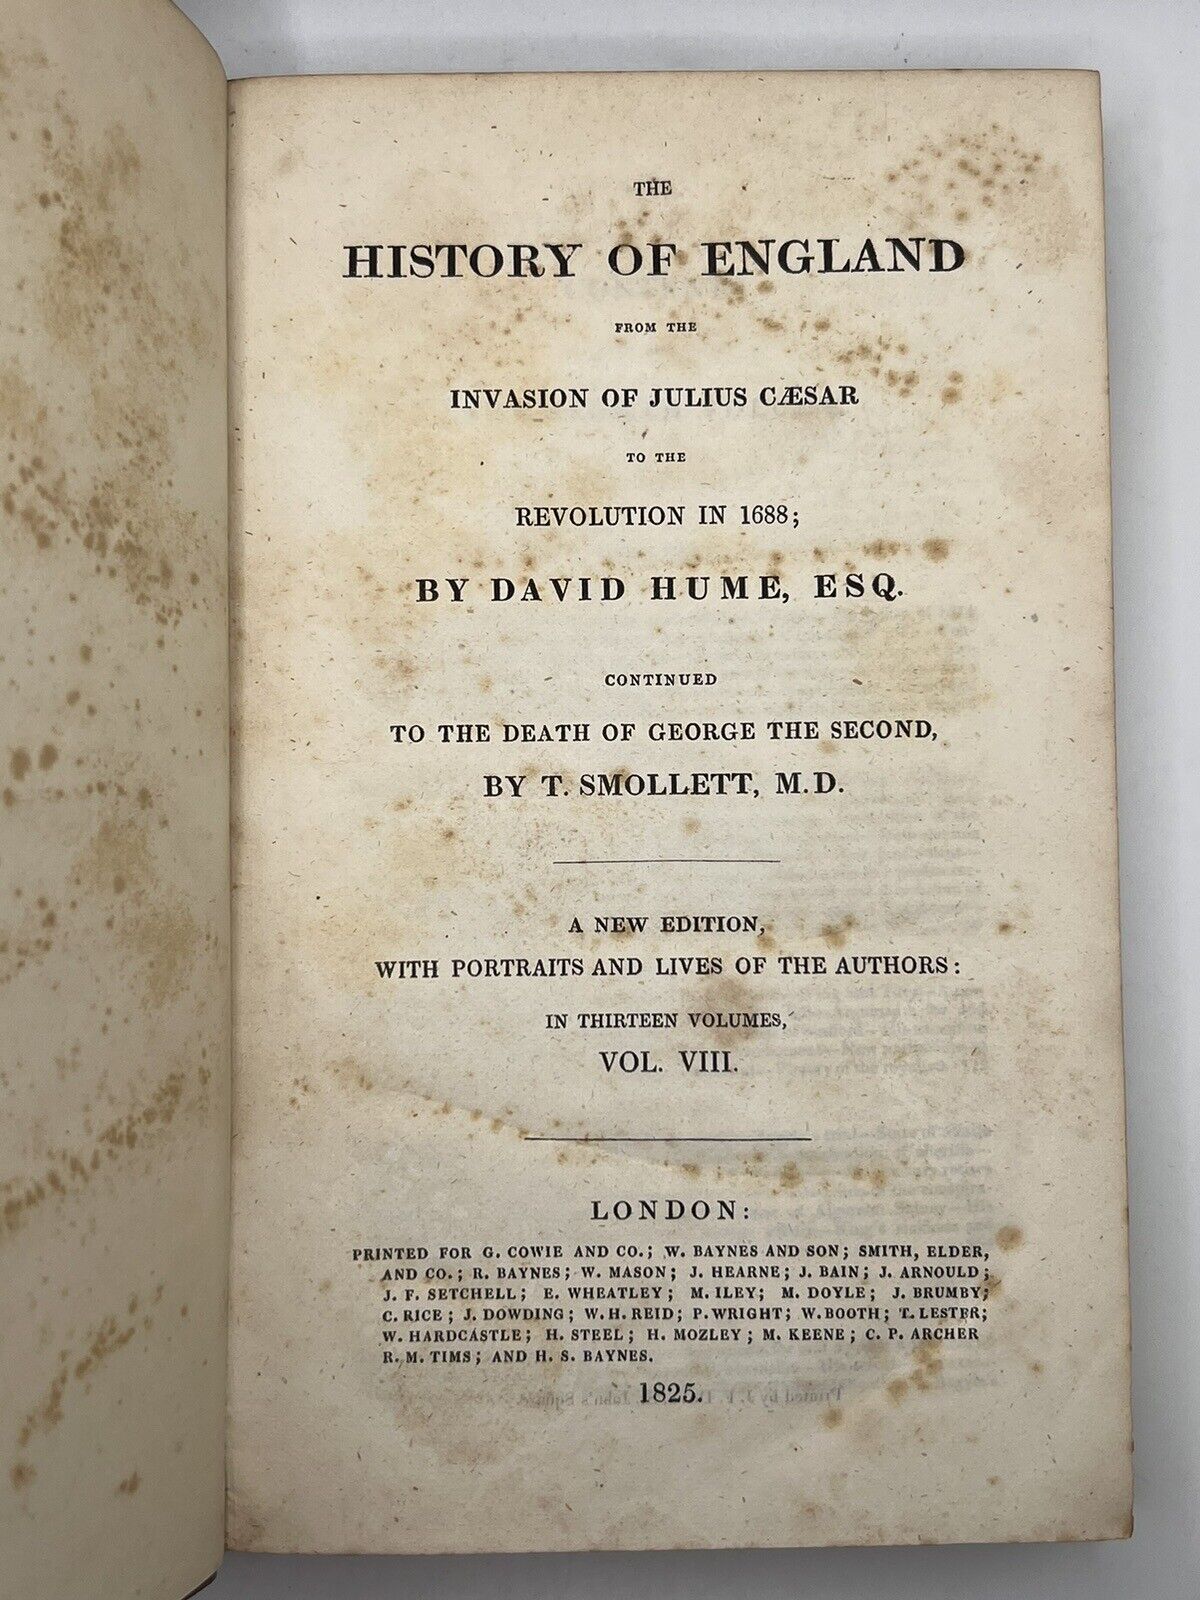 THE
HISTORY OF ENGLAND
FROM THE
INVASION OF JULIUS CÆSAR
TO THE
REVOLUTION IN 1688;
BY DAVID HUME, ESQ.
CONTINUED
TO THE DEATH OF GEORGE THE SECOND,
BY T. SMOLLETT, M.D.
A NEW EDITION,
WITH PORTRAITS AND LIVES OF THE AUTHORS:
IN THIRTEEN VOLUMES,
VOL. VIII.
LONDON:
PRINTED FOR G. COWIE AND CO.; W. BAYNES AND SON; SMITH, ELDER,
AND CO.; R. BAYNES; W. MASON; J. HEARNE; J. BAIN; J. ARNOULD;
J. F. SETCHELL; E. WHEATLEY; M. ILEY; M. DOYLE; J. BRUMBY;
C. RICE; J. DOWDING; W. H. REID; P. WRIGHT; W. BOOTH; T. LESTER;
W. HARDCASTLE; H. STEEL; H. MOZLEY; M. KEENE; C. P. ARCHER
R. M. TIMS; AND H. S. BAYNES.
1825.